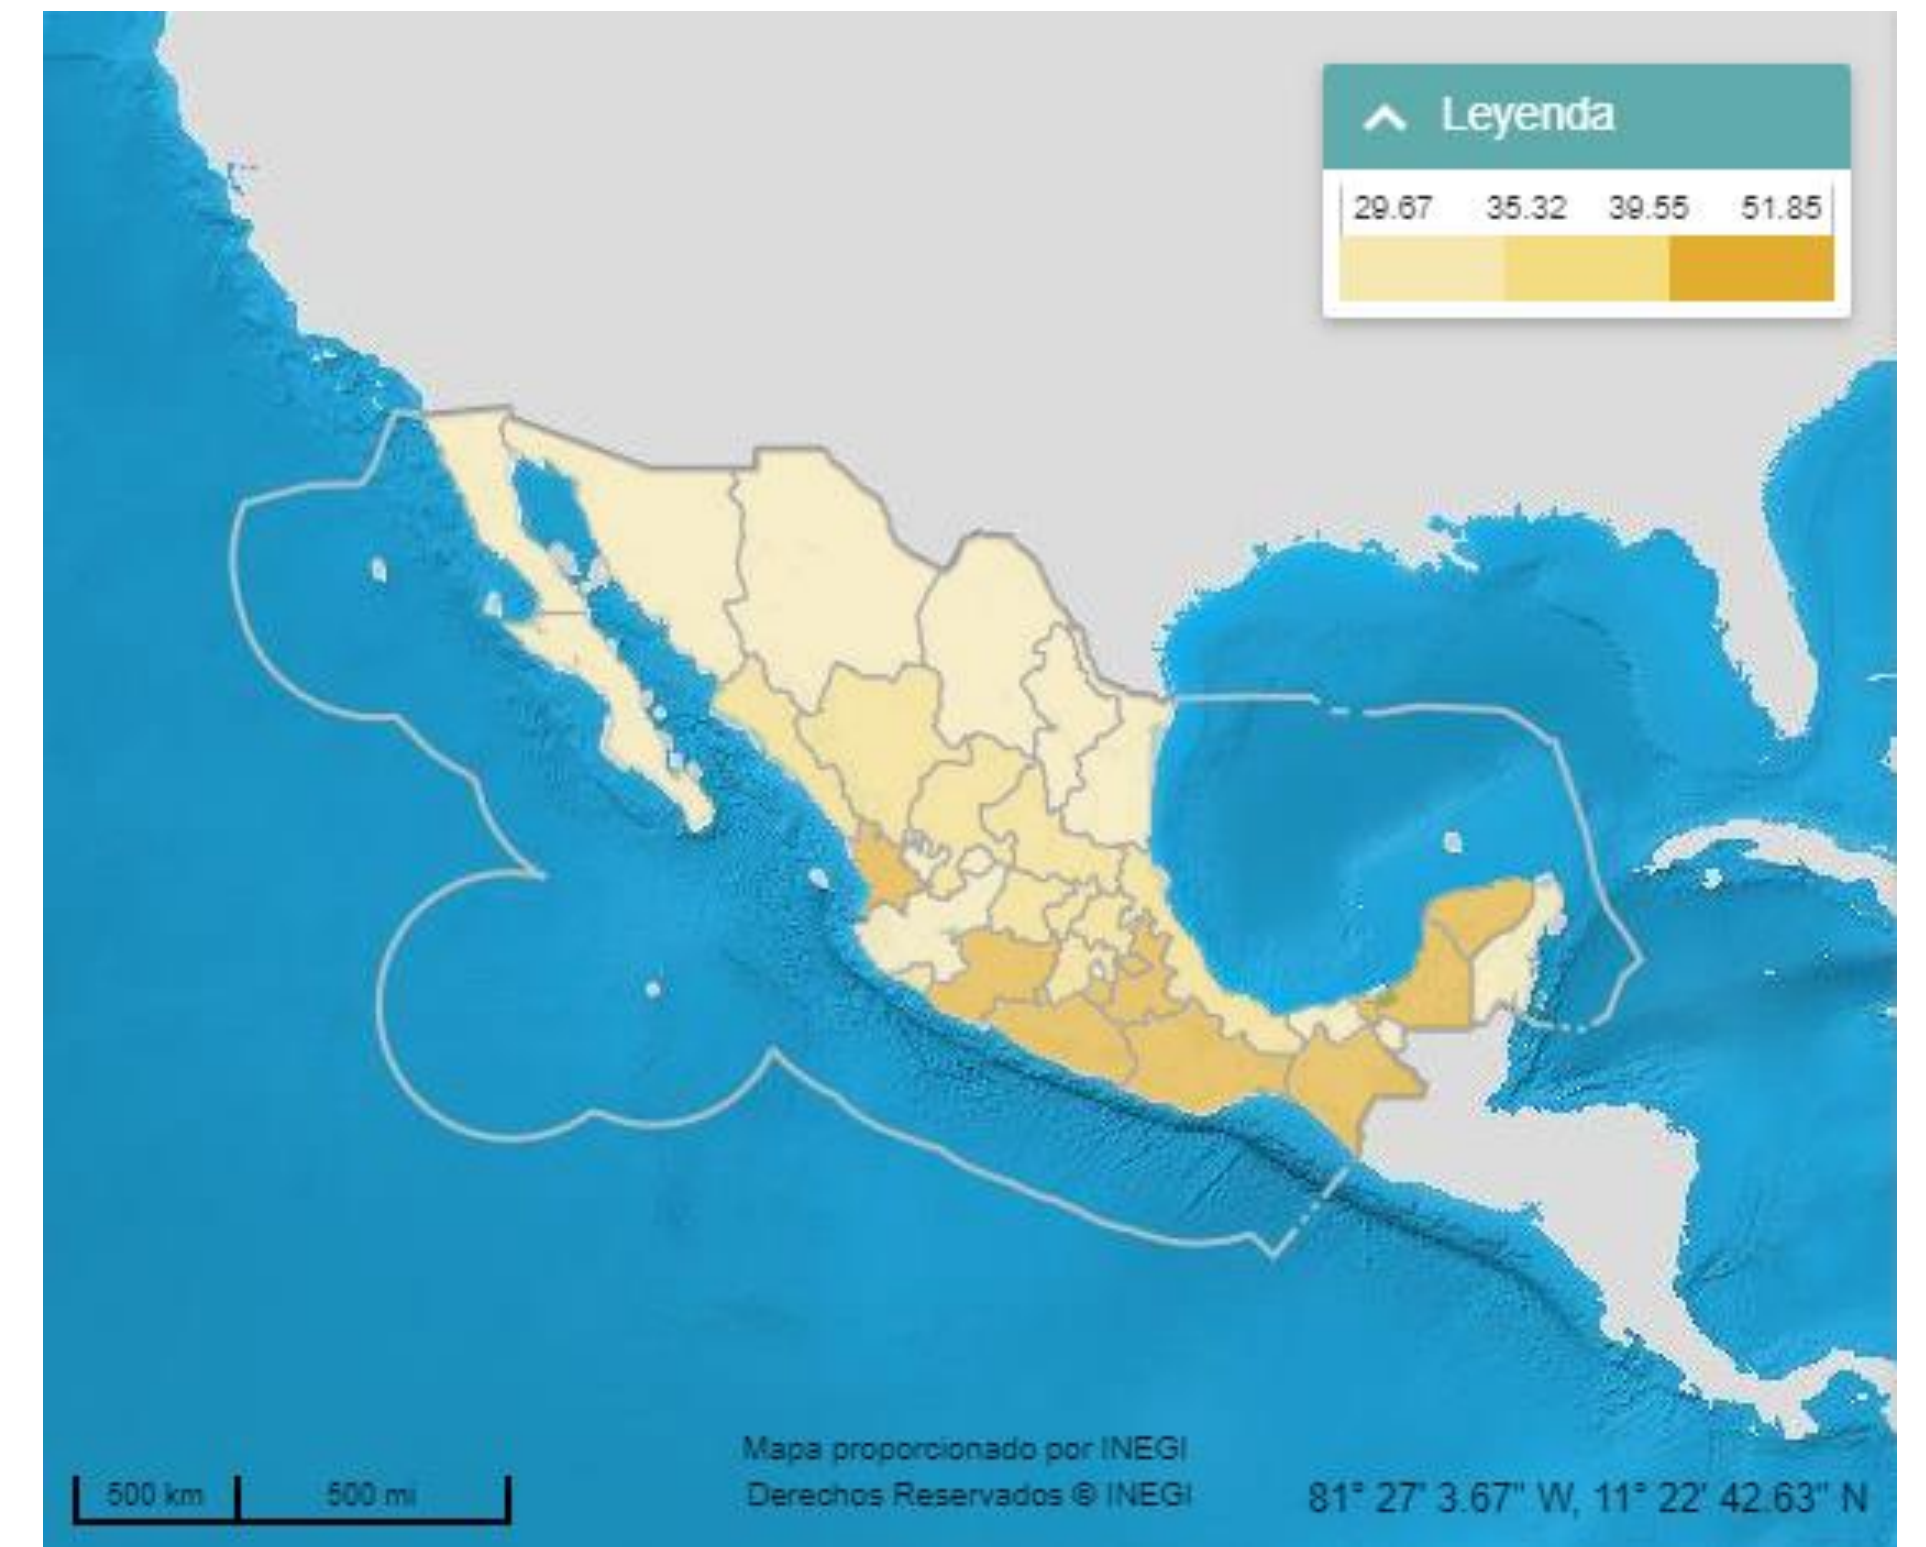 Leyenda
29.67 35.32 39.55 51.85
Mapa proporcionado por INEGI
Derechos Reservados ® INEGI
500 km 500 mi
81° 27' 3.67" W, 11° 22' 42.63" N